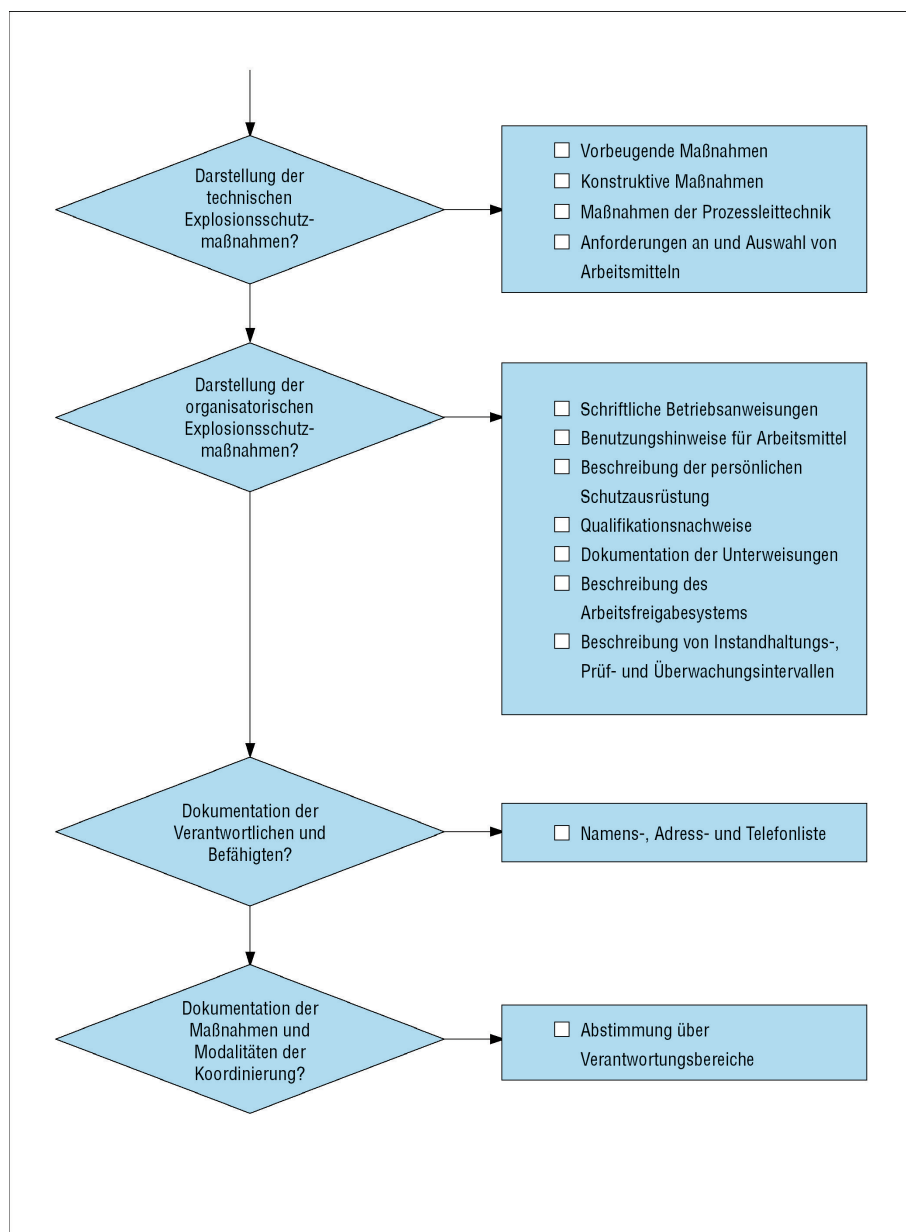 Darstellung der
technischen
Explosionsschutz-
maßnahmen?
☐ Vorbeugende Maßnahmen
☐ Konstruktive Maßnahmen
☐ Maßnahmen der Prozessleittechnik
☐ Anforderungen an und Auswahl von
Arbeitsmitteln
Darstellung der
organisatorischen
Explosionsschutz-
maßnahmen?
☐ Schriftliche Betriebsanweisungen
☐ Benutzungshinweise für Arbeitsmittel
☐ Beschreibung der persönlichen
Schutzausrüstung
☐ Qualifikationsnachweise
☐ Dokumentation der Unterweisungen
☐ Beschreibung des
Arbeitsfreigabesystems
☐ Beschreibung von Instandhaltungs-,
Prüf- und Überwachungsintervallen
Dokumentation der
Verantwortlichen und
Befähigten?
☐ Namens-, Adress- und Telefonliste
Dokumentation der
Maßnahmen und
Modalitäten der
Koordinierung?
☐ Abstimmung über
Verantwortungsbereiche